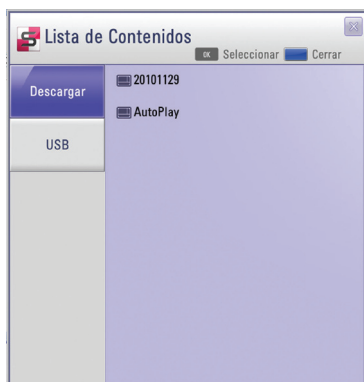 Lista de Contenidos
OK Seleccionar Cerrar
Descargar
USB
20101129
AutoPlay